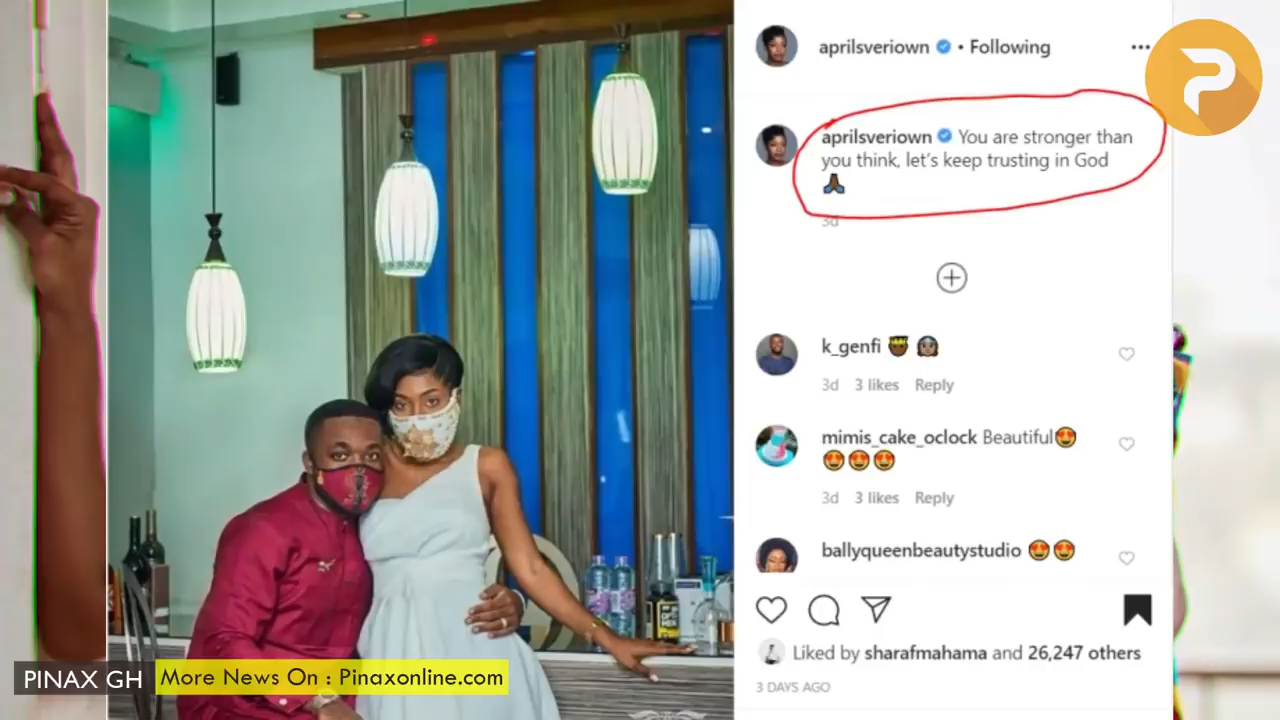 aprilsveriown • Following
aprilsveriown You are stronger than
you think, let's keep trusting in God
🙏🏾
3d
k_genfi 🤴🏾 👰🏾
3d 3 likes Reply
mimis_cake_oclock Beautiful😍
😍😍😍
3d 3 likes Reply
ballyqueenbeautystudio 😍😍
Liked by sharafmahama and 26,247 others
3 DAYS AGO
PINAX GH More News On : Pinaxonline.com